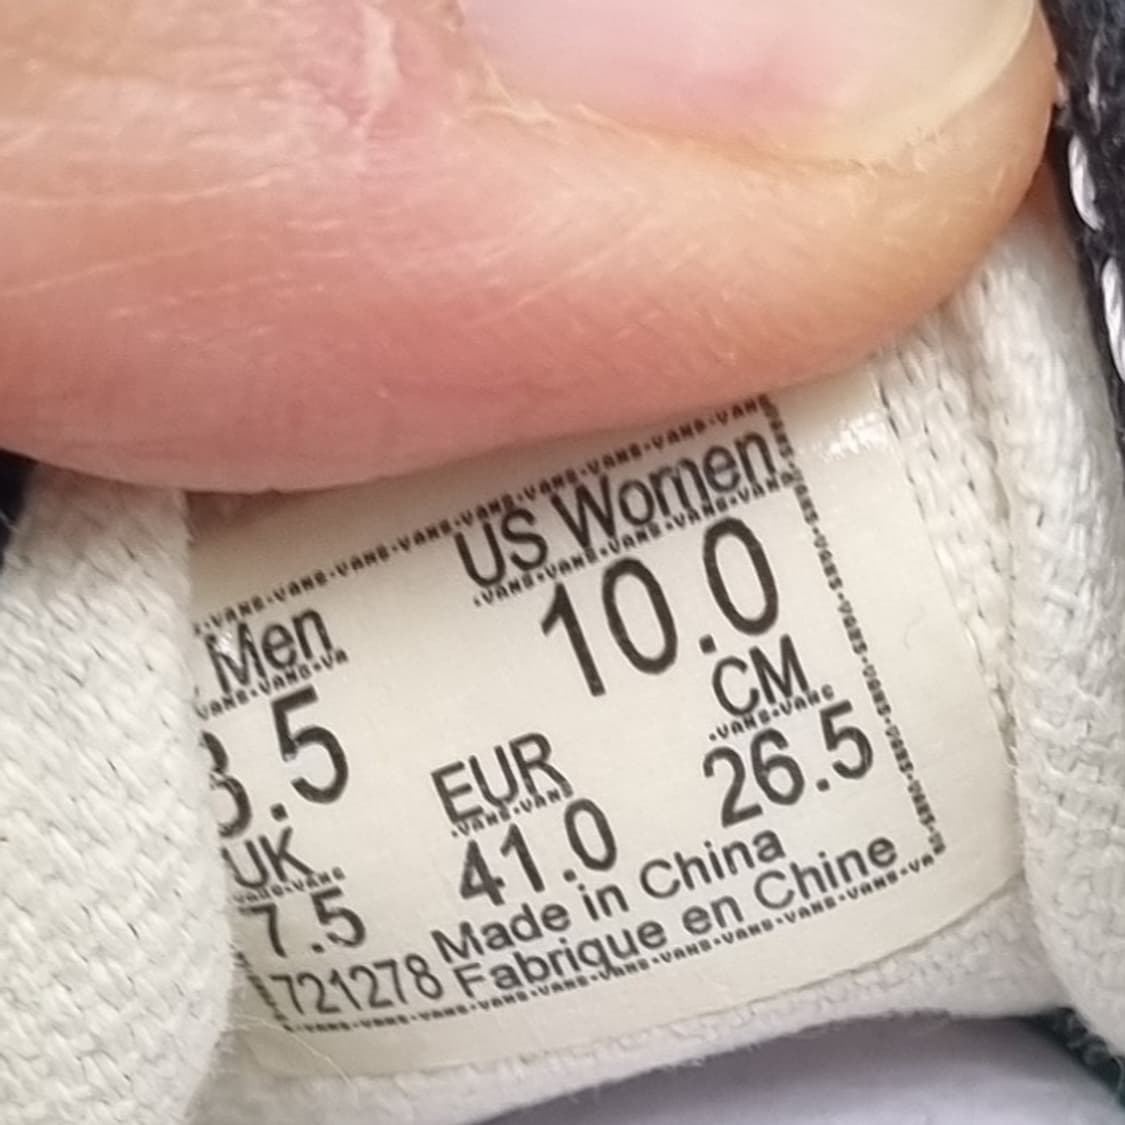 Men US Women
.5 10.0
UK EUR CM
7.5 41.0 26.5
Made in China
721278 Fabrique en Chine